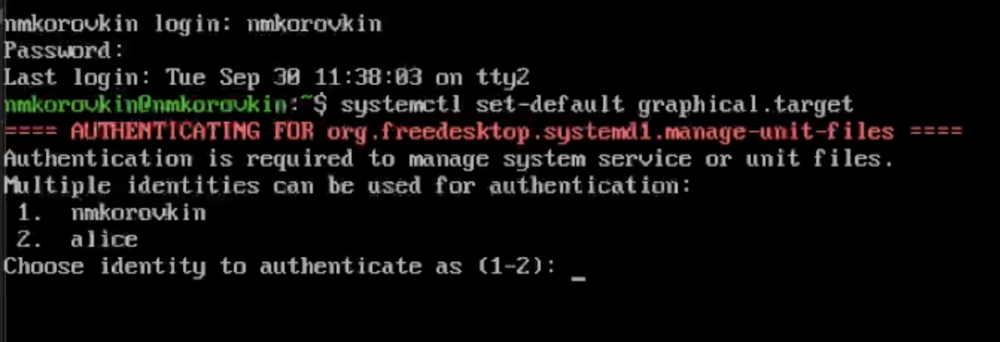 nmkorovkin login: nmkorovkin
Password:
Last login: Tue Sep 30 11:38:03 on tty2
nmkorovkin@nmkorovkin:~$ systemctl set-default graphical.target
==== AUTHENTICATING FOR org.freedesktop.systemd1.manage-unit-files ====
Authentication is required to manage system service or unit files.
Multiple identities can be used for authentication:
 1.  nmkorovkin
 2.  alice
Choose identity to authenticate as (1-2): _